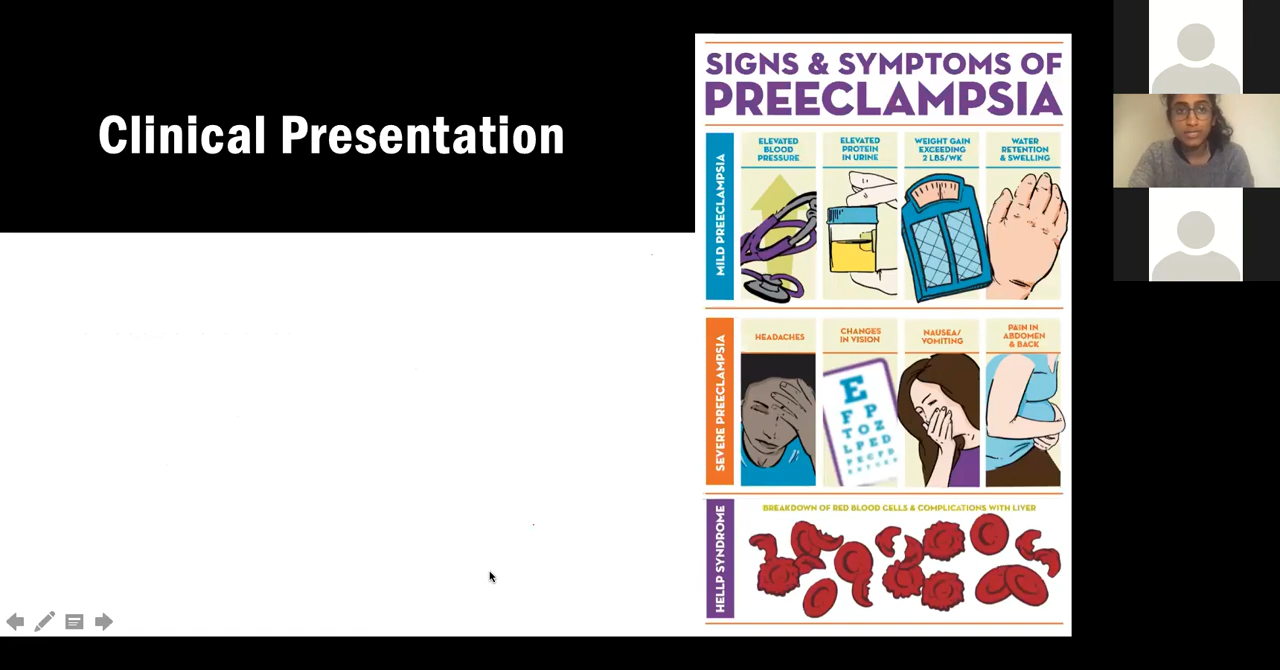 Clinical Presentation
SIGNS & SYMPTOMS OF
PREECLAMPSIA
MILD PREECLAMPSIA
ELEVATED
BLOOD
PRESSURE
ELEVATED
PROTEIN
IN URINE
WEIGHT GAIN
EXCEEDING
2 LBS/WK
WATER
RETENTION
& SWELLING
SEVERE PREECLAMPSIA
HEADACHES
CHANGES
IN VISION
NAUSEA/
VOMITING
PAIN IN
ABDOMEN
& BACK
E
F P
T O Z
L P E D
P E C F D
HELLP SYNDROME
BREAKDOWN OF RED BLOOD CELLS & COMPLICATIONS WITH LIVER